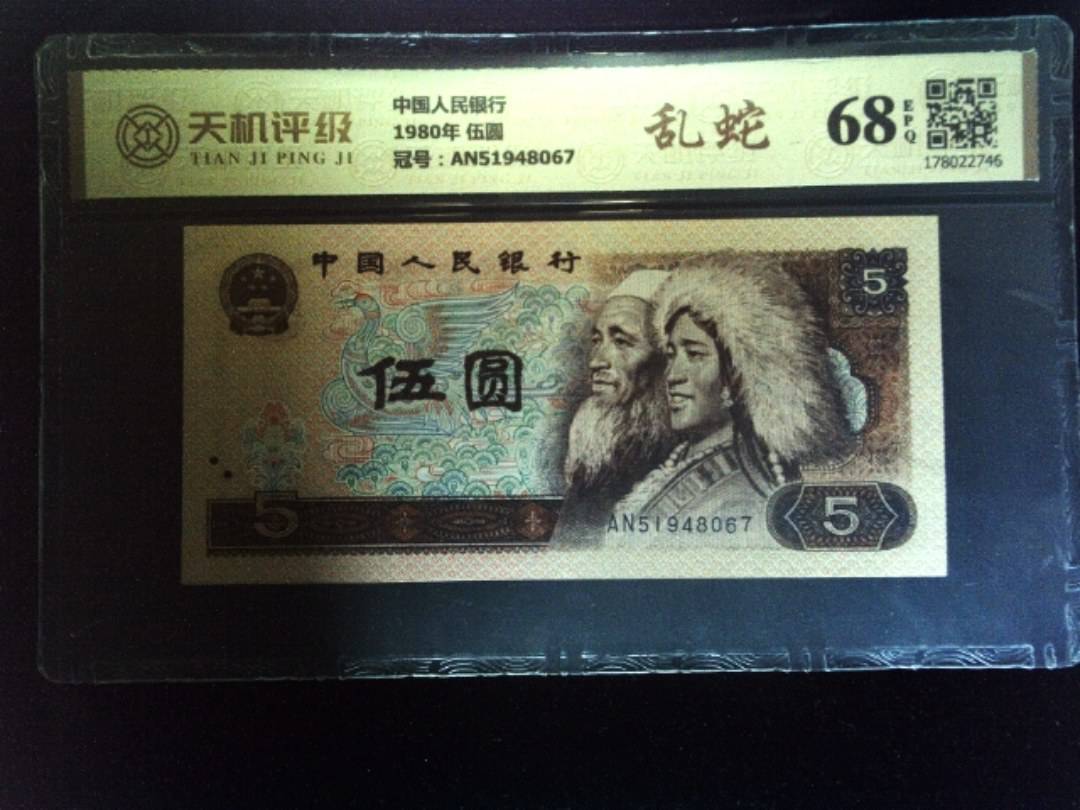 天机评级
TIAN JI PING JI
中国人民银行
1980年 伍圆
冠号：AN51948067
乱蛇
68
EPQ
178022746
中国人民银行
5
伍圆
5
AN51948067
5